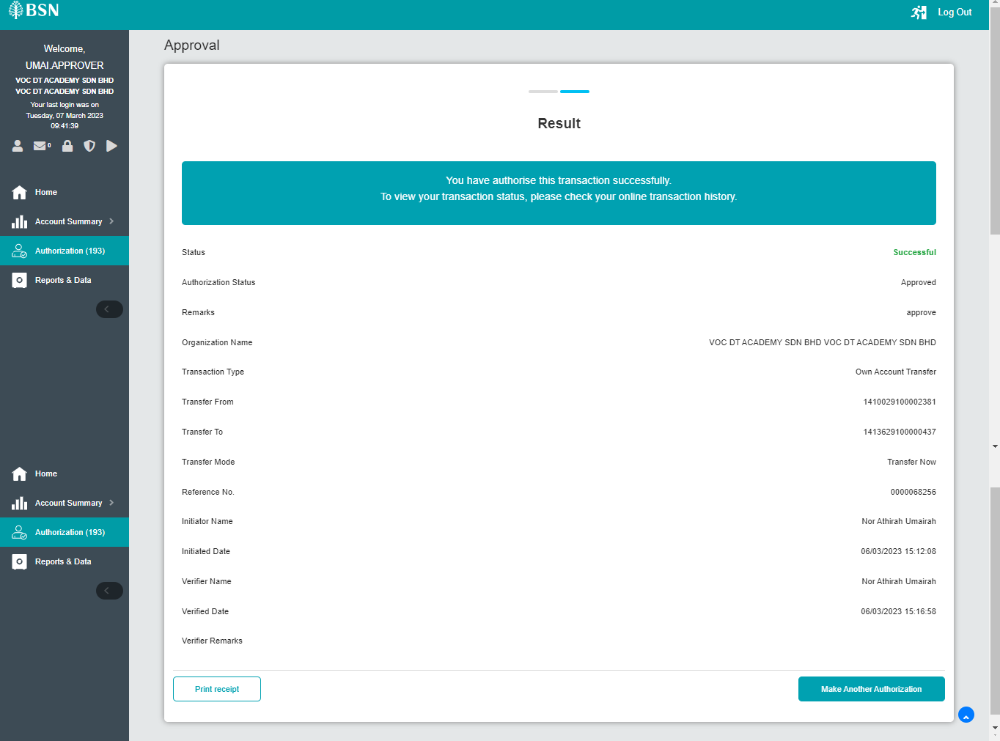 BSN
Log Out
Welcome,
UMAI.APPROVER
VOC DT ACADEMY SDN BHD
VOC DT ACADEMY SDN BHD
Your last login was on
Tuesday, 07 March 2023
09:41:39
0
Home
Account Summary
Authorization (193)
Reports & Data
Home
Account Summary
Authorization (193)
Reports & Data
Approval
Result
You have authorise this transaction successfully.
To view your transaction status, please check your online transaction history.
Status Successful
Authorization Status Approved
Remarks approve
Organization Name VOC DT ACADEMY SDN BHD VOC DT ACADEMY SDN BHD
Transaction Type Own Account Transfer
Transfer From 1410029100002381
Transfer To 1413629100000437
Transfer Mode Transfer Now
Reference No. 0000068256
Initiator Name Nor Athirah Umairah
Initiated Date 06/03/2023 15:12:08
Verifier Name Nor Athirah Umairah
Verified Date 06/03/2023 15:16:58
Verifier Remarks
Print receipt Make Another Authorization